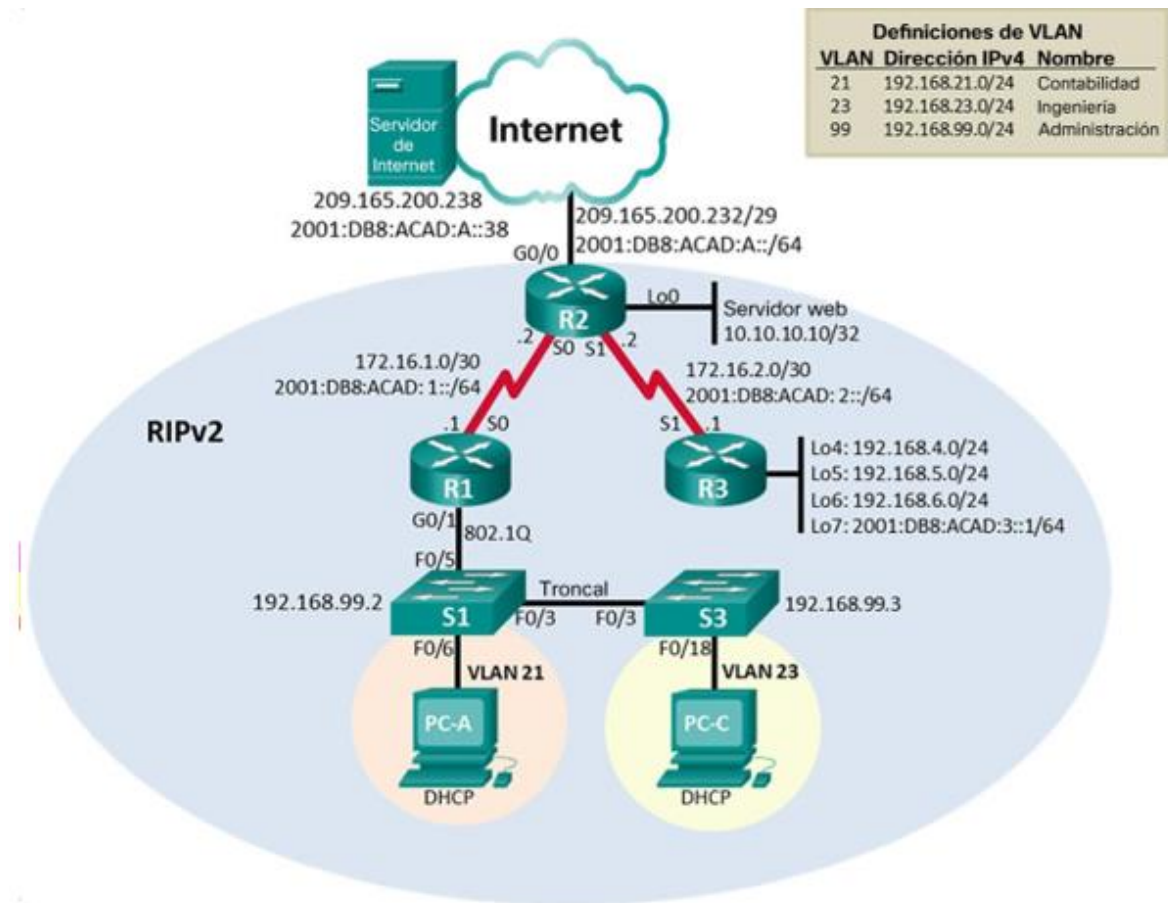 Definiciones de VLAN
VLAN Dirección IPv4 Nombre
21 192.168.21.0/24 Contabilidad
23 192.168.23.0/24 Ingeniería
99 192.168.99.0/24 Administración
Servidor
de
Internet
Internet
209.165.200.238
2001:DB8:ACAD:A::38
209.165.200.232/29
2001:DB8:ACAD:A::/64
G0/0
R2
Lo0
Servidor web
10.10.10.10/32
.2
S0
S1
.2
172.16.1.0/30
2001:DB8:ACAD: 1::/64
172.16.2.0/30
2001:DB8:ACAD: 2::/64
RIPv2
.1
S0
S1
.1
R1
R3
Lo4: 192.168.4.0/24
Lo5: 192.168.5.0/24
Lo6: 192.168.6.0/24
Lo7: 2001:DB8:ACAD:3::1/64
G0/1
802.1Q
F0/5
Troncal
192.168.99.2
S1
F0/3
F0/3
S3
192.168.99.3
F0/6
F0/18
VLAN 21
VLAN 23
PC-A
PC-C
DHCP
DHCP